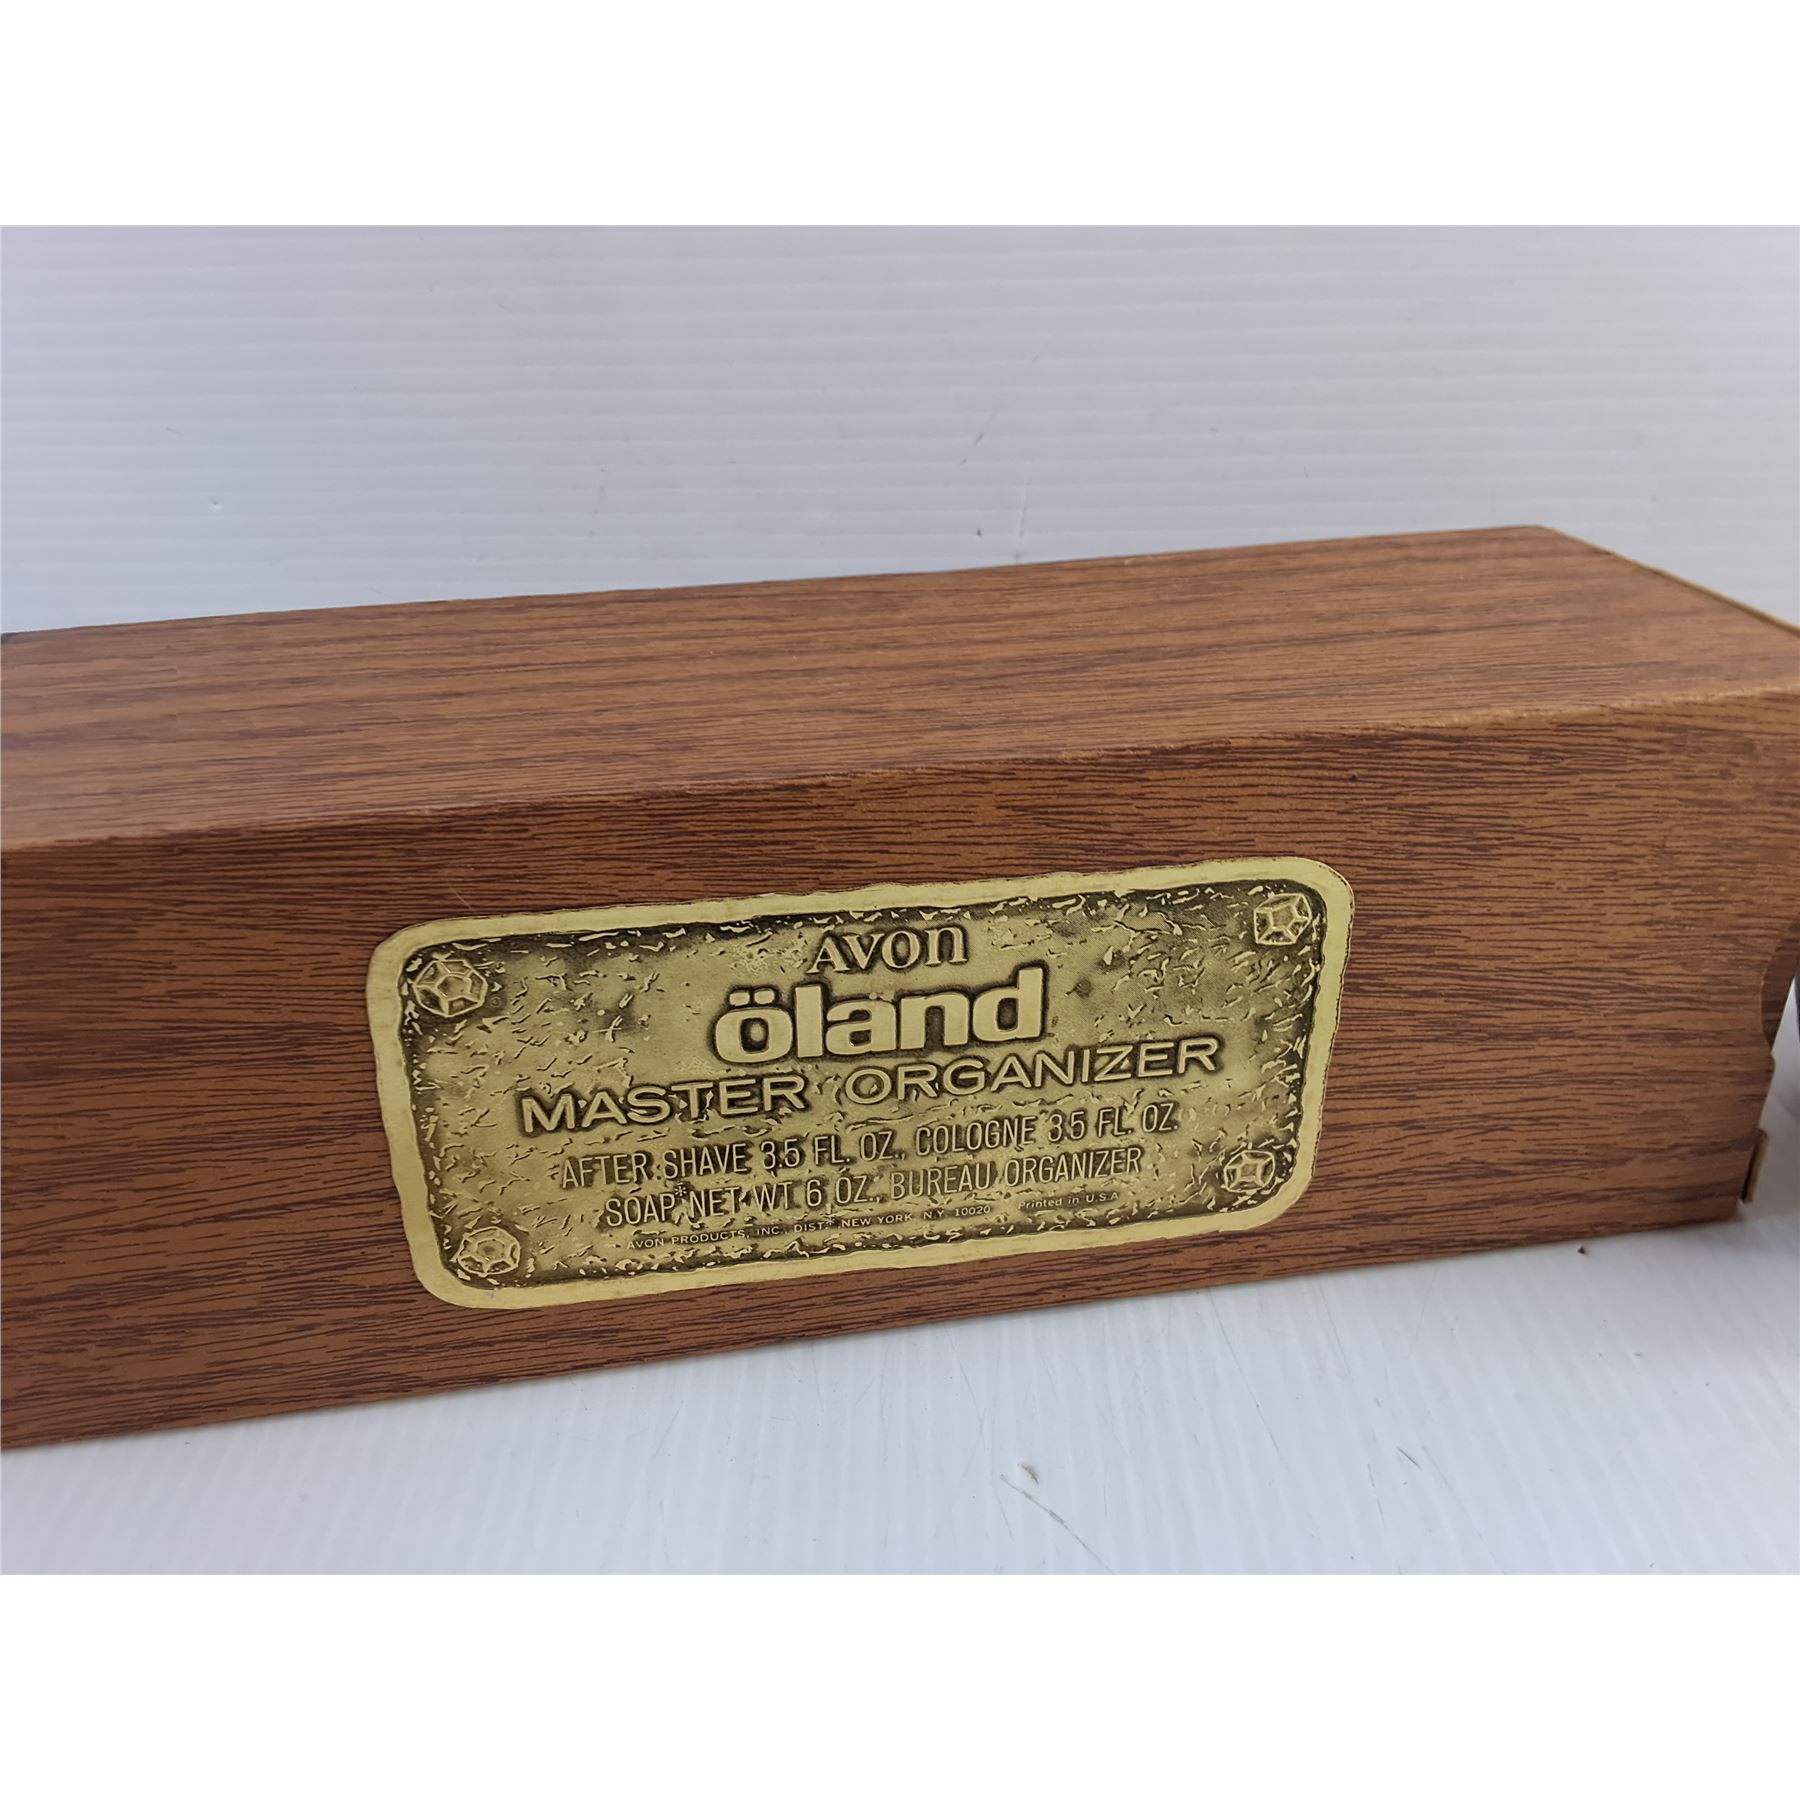 AVON
öland
MASTER ORGANIZER
AFTER SHAVE 3.5 FL. OZ., COLOGNE 3.5 FL. OZ.
SOAP NET WT 6 OZ., BUREAU ORGANIZER
AVON PRODUCTS, INC., DIST. NEW YORK N.Y. 10020 Printed in U.S.A